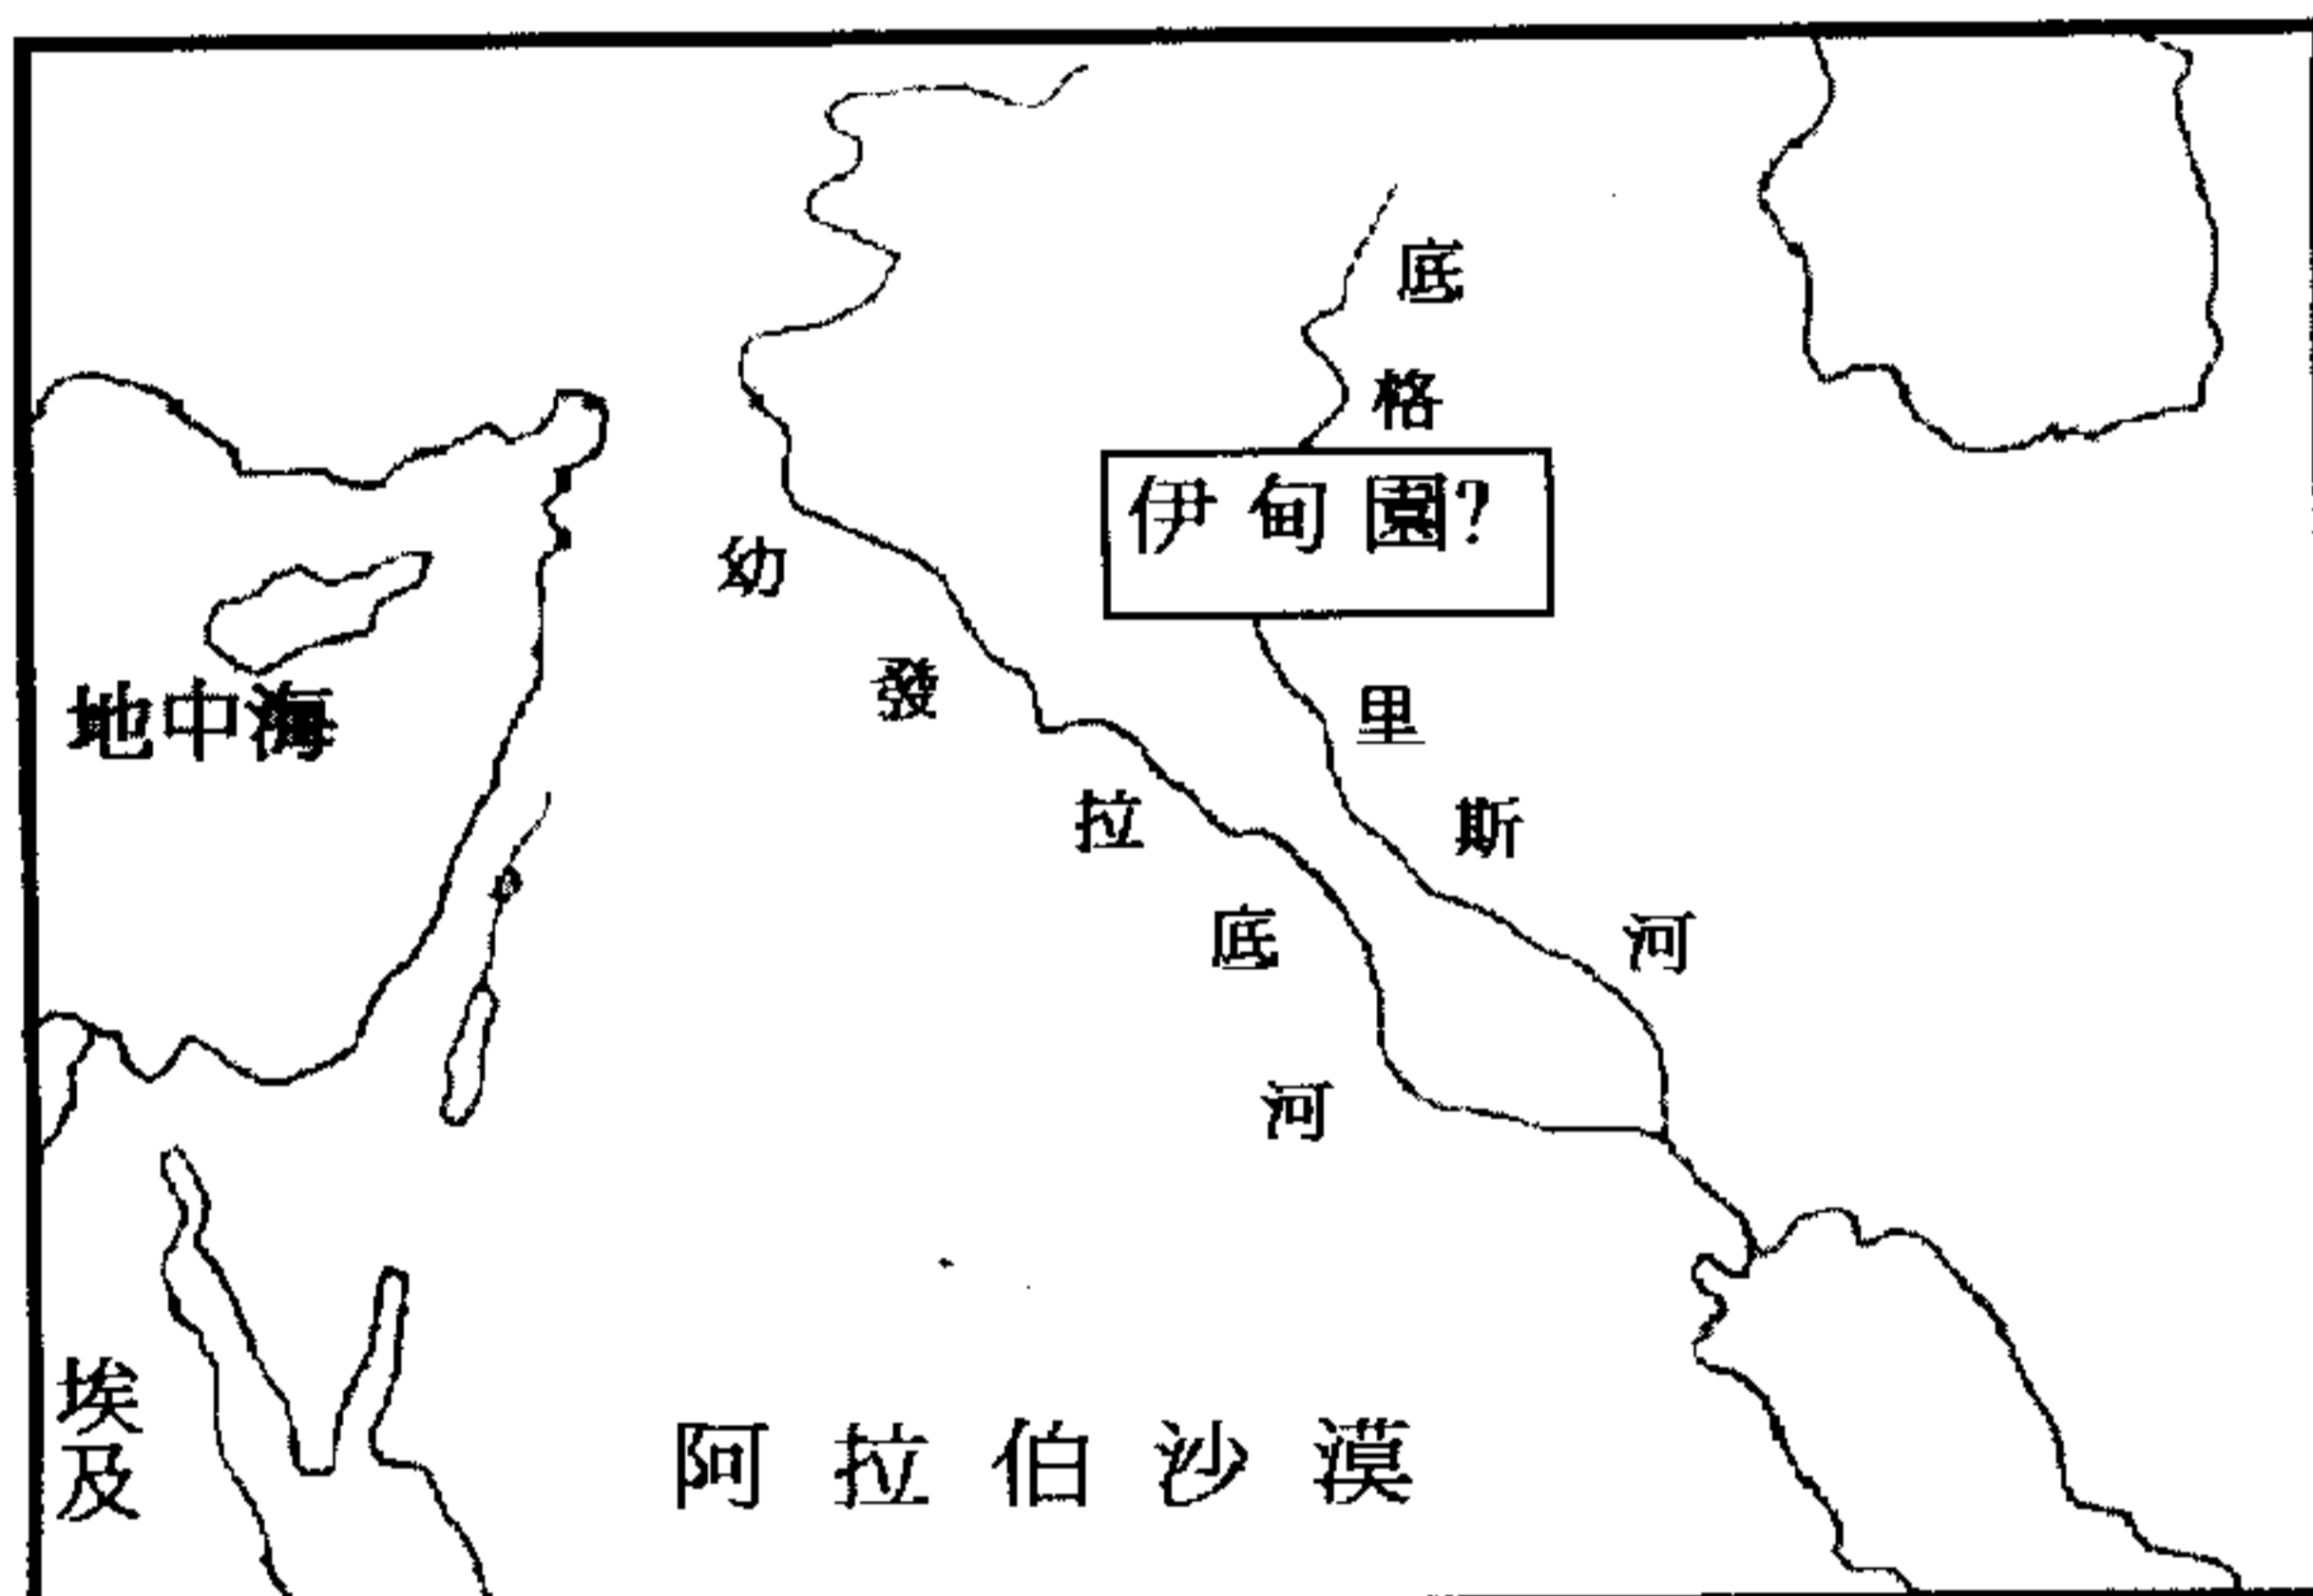 底格里斯河
伊甸園?
幼發拉底河
地中海
埃及
阿拉伯沙漠